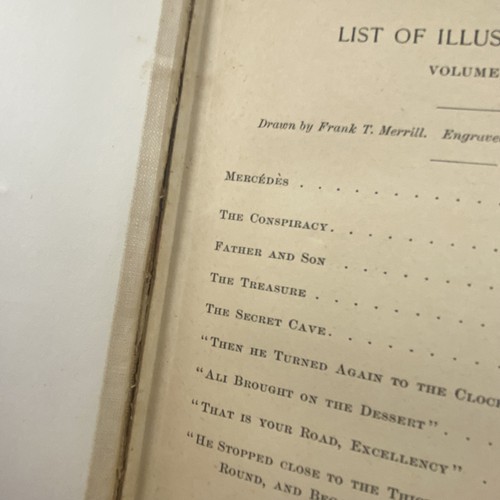 LIST OF ILLUS
VOLUME
Drawn by Frank T. Merrill. Engrave
MERCÉDÈS . . . . . . .
THE CONSPIRACY . . . . . .
FATHER AND SON . . . . . .
THE TREASURE . . . . . . .
THE SECRET CAVE . . . . . .
"THEN HE TURNED AGAIN TO THE CLOCK
"ALI BROUGHT ON THE DESSERT" . .
"THAT IS YOUR ROAD, EXCELLENCY" .
"HE STOPPED CLOSE TO THE
ROUND, AND